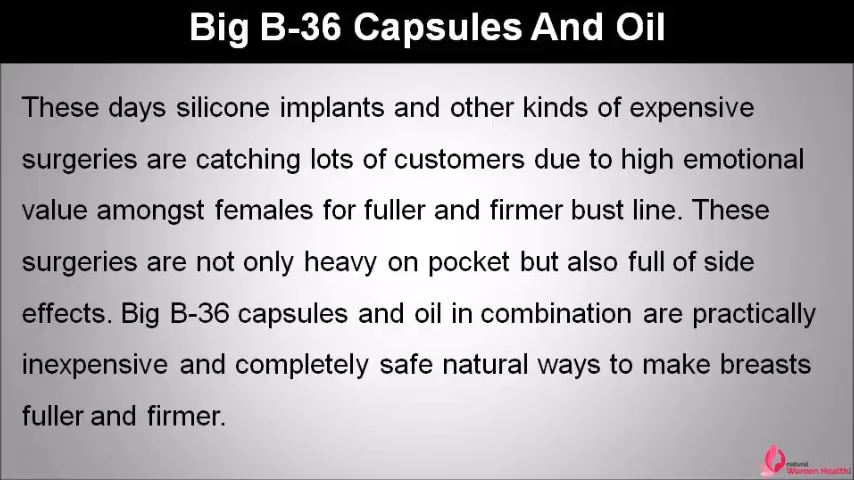 Big B-36 Capsules And Oil
These days silicone implants and other kinds of expensive
surgeries are catching lots of customers due to high emotional
value amongst females for fuller and firmer bust line. These
surgeries are not only heavy on pocket but also full of side
effects. Big B-36 capsules and oil in combination are practically
inexpensive and completely safe natural ways to make breasts
fuller and firmer.
natural
Women Health